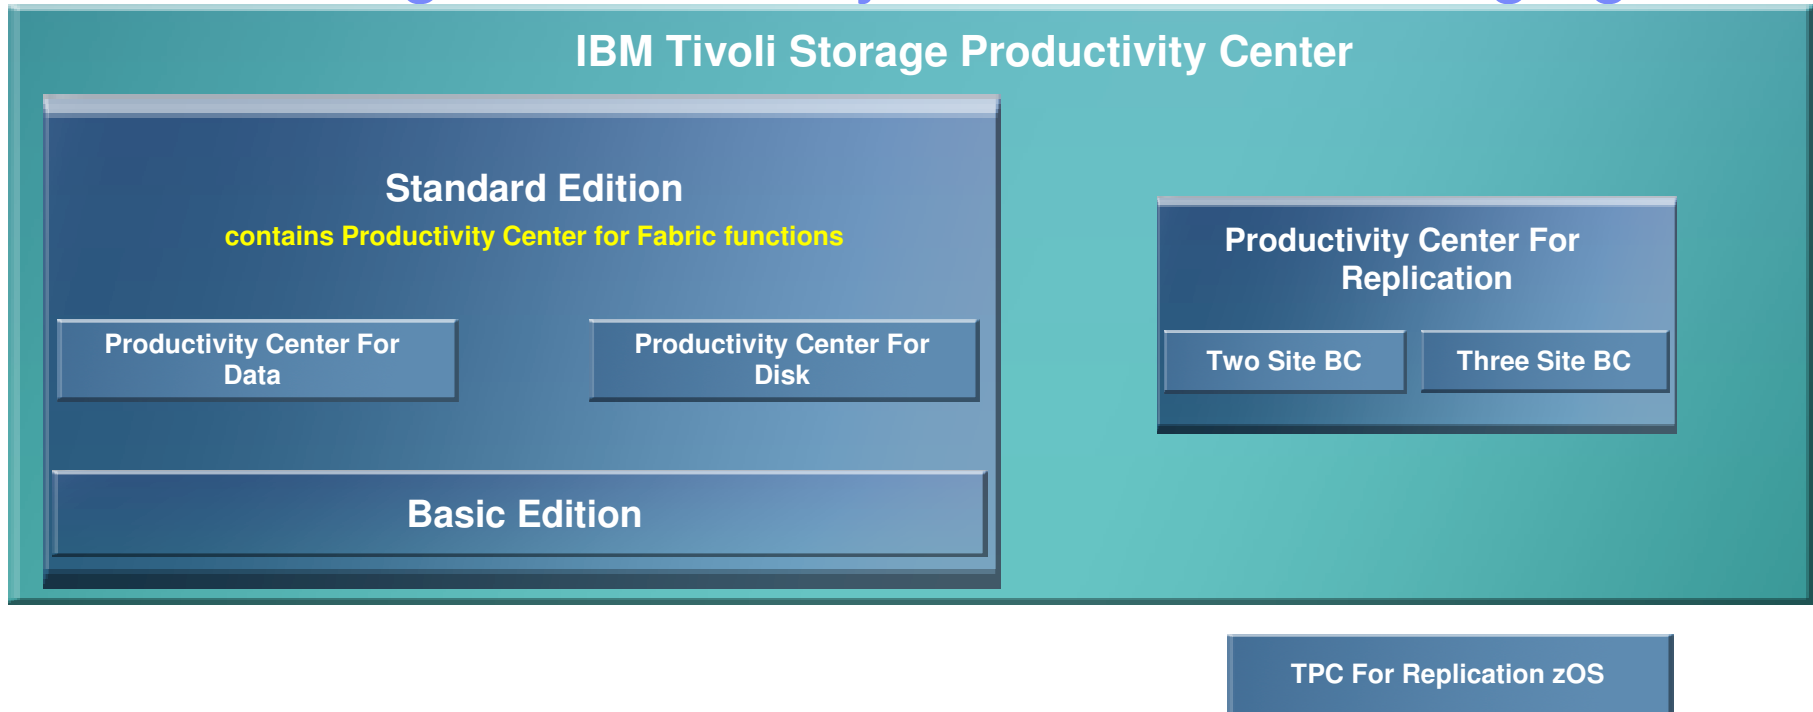 IBM Tivoli Storage Productivity Center
Standard Edition
contains Productivity Center for Fabric functions
Productivity Center For
Data
Productivity Center For
Disk
Basic Edition
Productivity Center For
Replication
Two Site BC
Three Site BC
TPC For Replication zOS